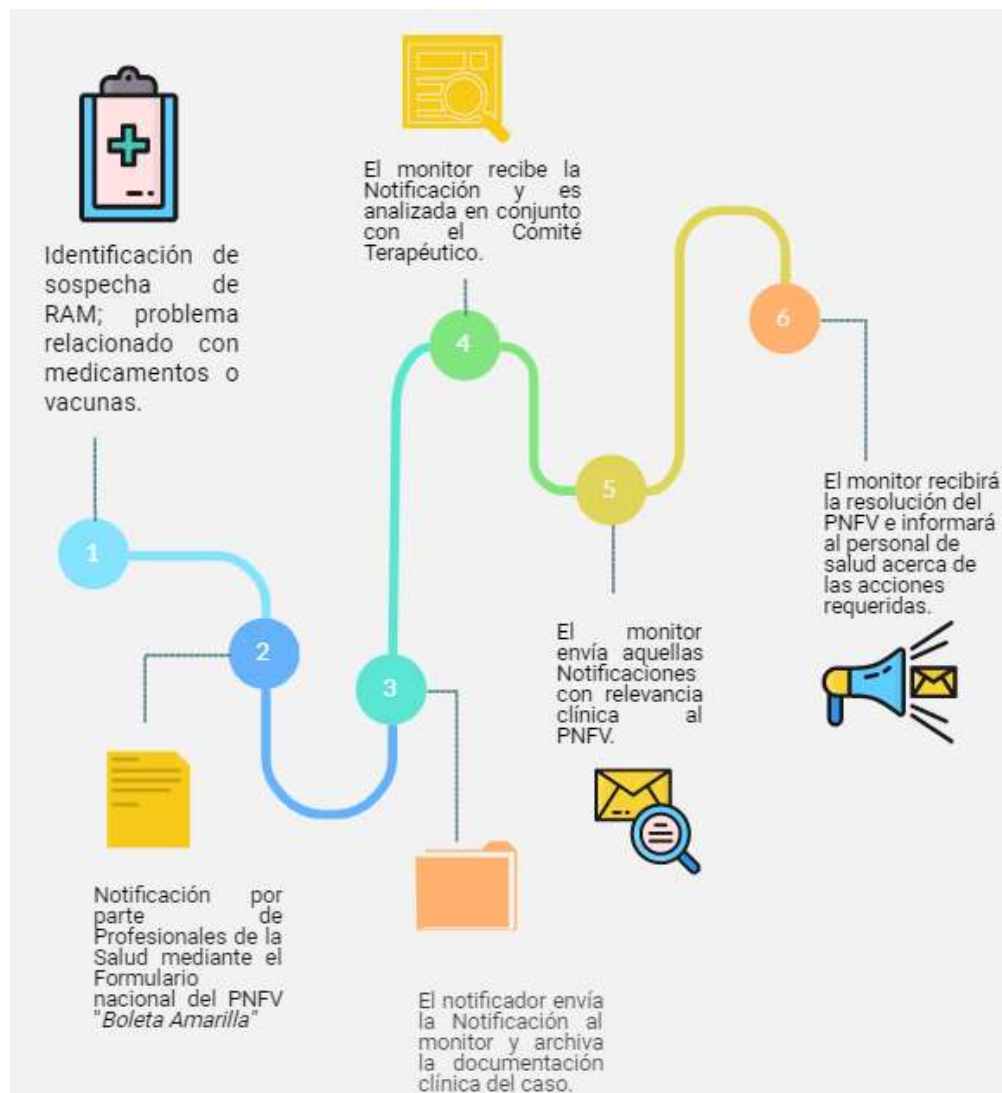 Identificación de
sospecha de
RAM; problema
relacionado con
medicamentos o
vacunas.
1
2
Notificación por
parte de
Profesionales de la
Salud mediante el
Formulario
nacional del PNFV
"Boleta Amarilla"
3
El notificador envía
la Notificación al
monitor y archiva
la documentación
clínica del caso.
El monitor recibe la
Notificación y es
analizada en conjunto
con el Cómité
Terapéutico.
4
5
El monitor
envía aquellas
Notificaciones
con relevancia
clínica al
PNFV.
6
El monitor recibirá
la resolución del
PNFV e informará
al personal de
salud acerca de
las acciones
requeridas.